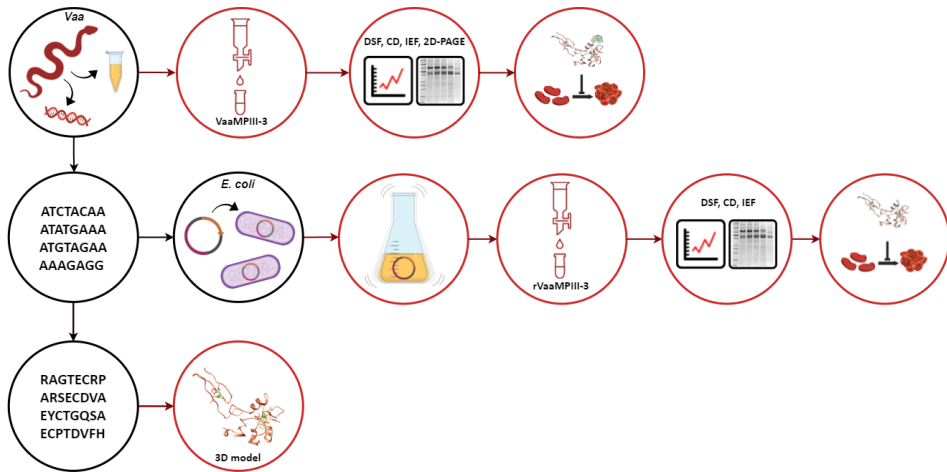 Vaa
VaaMPIII-3
DSF, CD, IEF, 2D-PAGE
ATCTACAA
ATATGAAA
ATGTAGAA
AAAGAGG
E. coli
rVaaMPIII-3
DSF, CD, IEF
RAGTECRP
ARSECDVA
EYCTGQSA
ECPTDVFH
3D model